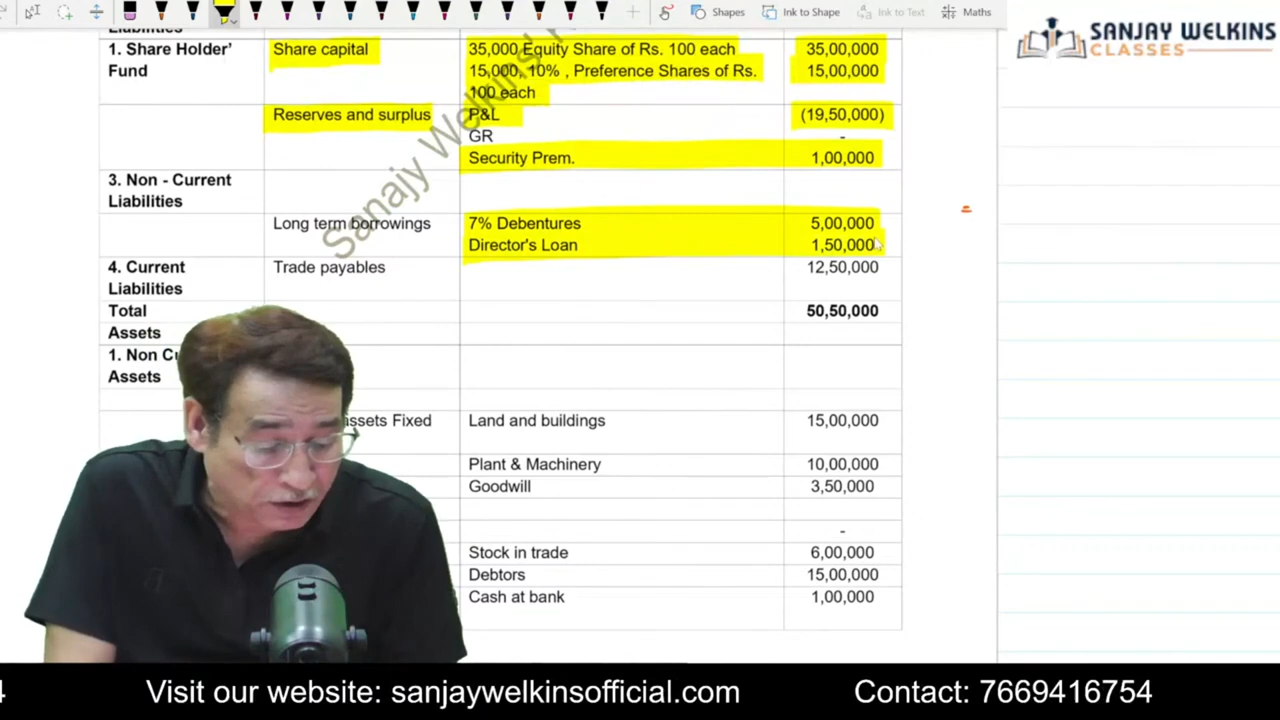 Shapes
Ink to Shape
Ink to Text
Maths
SANJAY WELKINS
CLASSES
Liabilities
1. Share Holder’ Share capital 35,000 Equity Share of Rs. 100 each 35,00,000
Fund 15,000, 10% , Preference Shares of Rs. 15,00,000
100 each
Reserves and surplus P&L (19,50,000)
GR -
Security Prem. 1,00,000
3. Non - Current
Liabilities
Long term borrowings 7% Debentures 5,00,000
Director's Loan 1,50,000
4. Current Trade payables 12,50,000
Liabilities
Total 50,50,000
Assets
1. Non
Assets
assets Fixed Land and buildings 15,00,000
Plant & Machinery 10,00,000
Goodwill 3,50,000
-
Stock in trade 6,00,000
Debtors 15,00,000
Cash at bank 1,00,000
Sanajy Welkins'
4 Visit our website: sanjaywelkinsofficial.com Contact: 7669416754